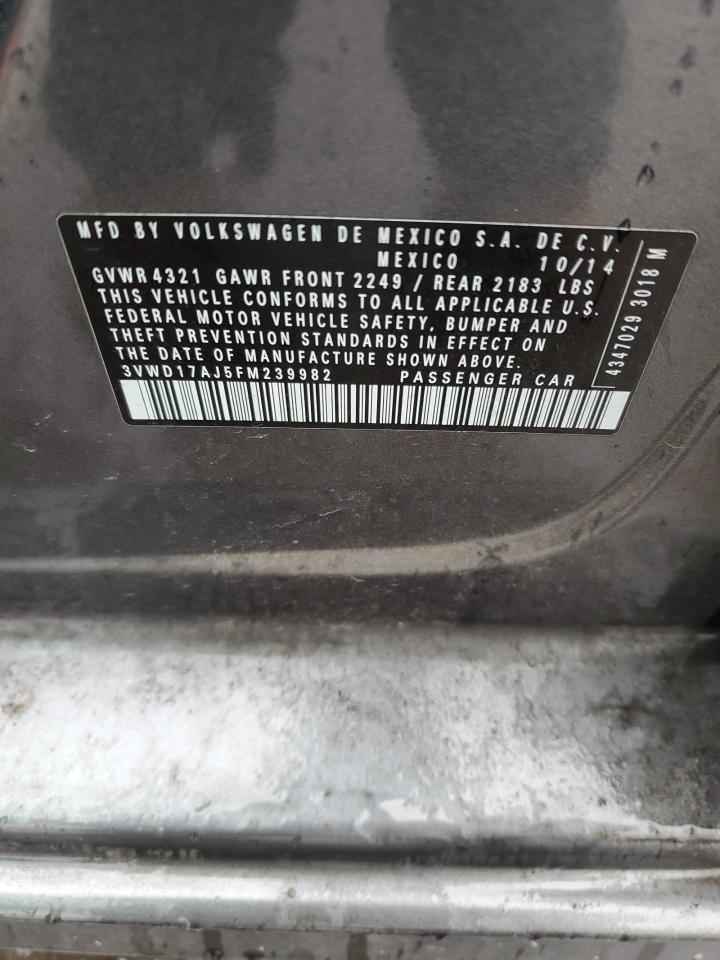 MFD BY VOLKSWAGEN DE MEXICO S.A. DE C.V.
MEXICO 10/14
GVWR 4321 GAWR FRONT 2249 / REAR 2183 LBS
THIS VEHICLE CONFORMS TO ALL APPLICABLE U.S.
FEDERAL MOTOR VEHICLE SAFETY, BUMPER AND
THEFT PREVENTION STANDARDS IN EFFECT ON
THE DATE OF MANUFACTURE SHOWN ABOVE.
3VWD17AJ5FM239982 PASSENGER CAR
4347029 3018 M